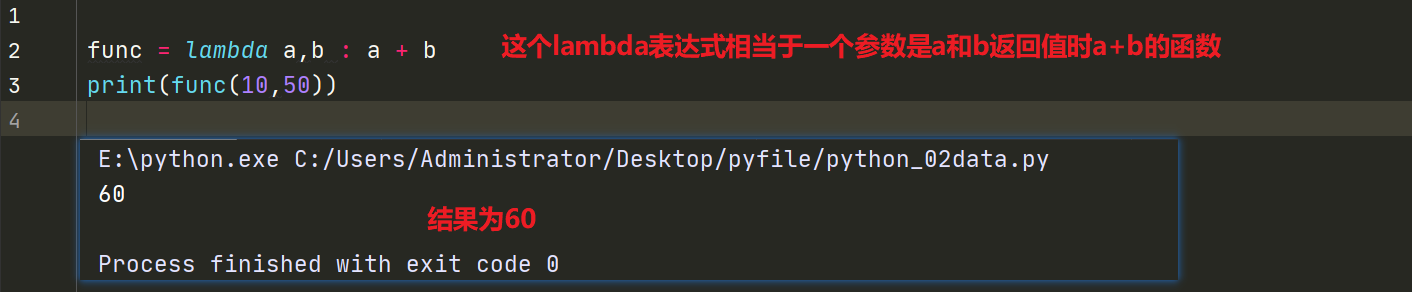 1
2 func = lambda a,b : a + b 这个lambda表达式相当于一个参数是a和b返回值时a+b的函数
3 print(func(10,50))
4
E:\python.exe C:/Users/Administrator/Desktop/pyfile/python_02data.py
60
结果为60
Process finished with exit code 0